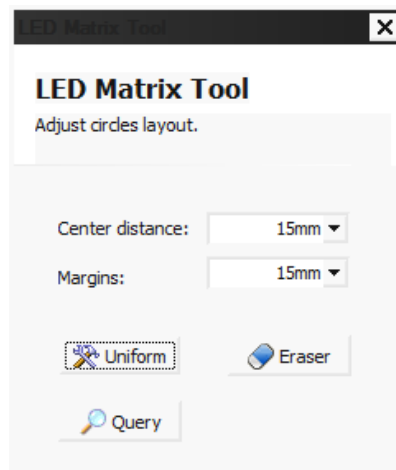 LED Matrix Tool
LED Matrix Tool
Adjust circles layout.
Center distance: 15mm
Margins: 15mm
Uniform Eraser
Query